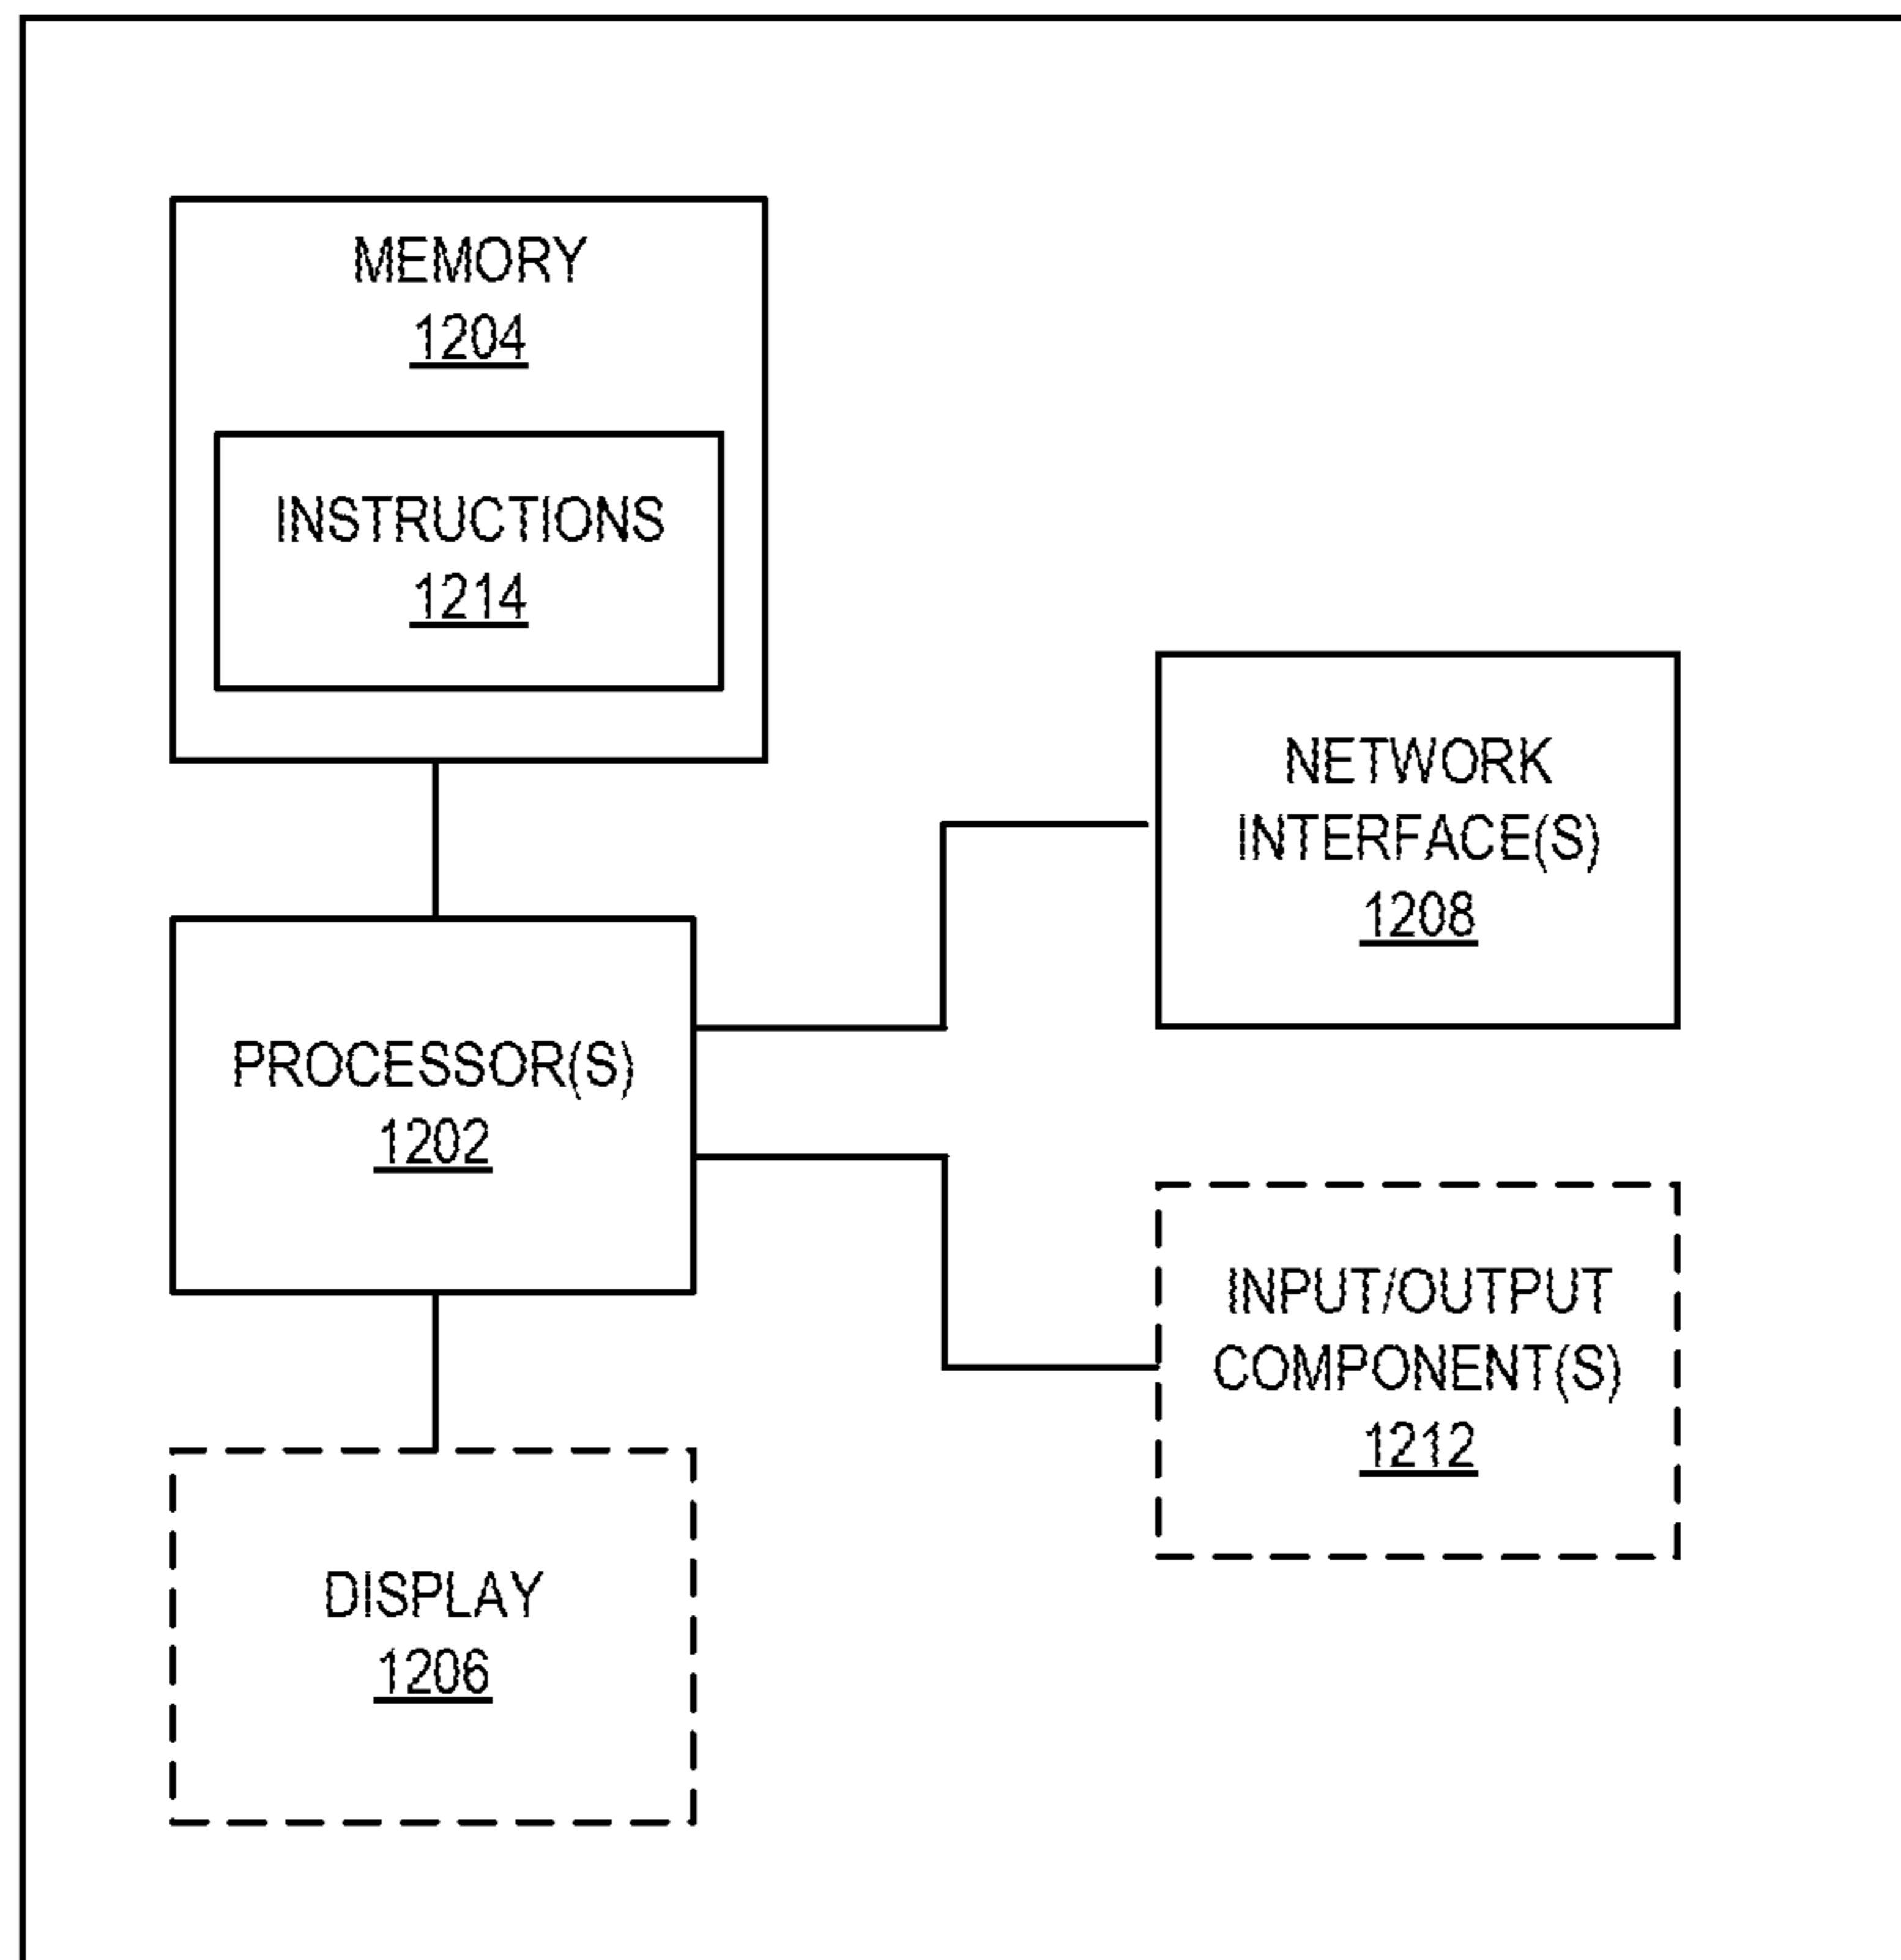 MEMORY
1204
INSTRUCTIONS
1214
NETWORK
INTERFACE(S)
1208
PROCESSOR(S)
1202
INPUT/OUTPUT
COMPONENT(S)
1212
DISPLAY
1206